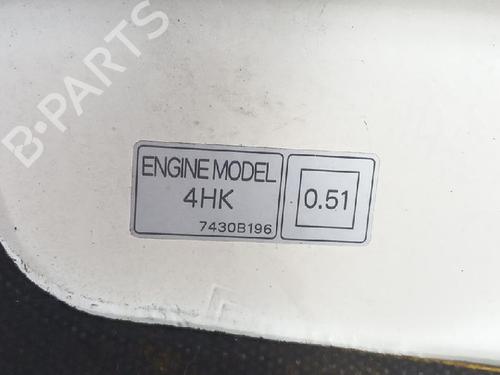 B-PARTS
ENGINE MODEL
4HK
7430B196
0.51